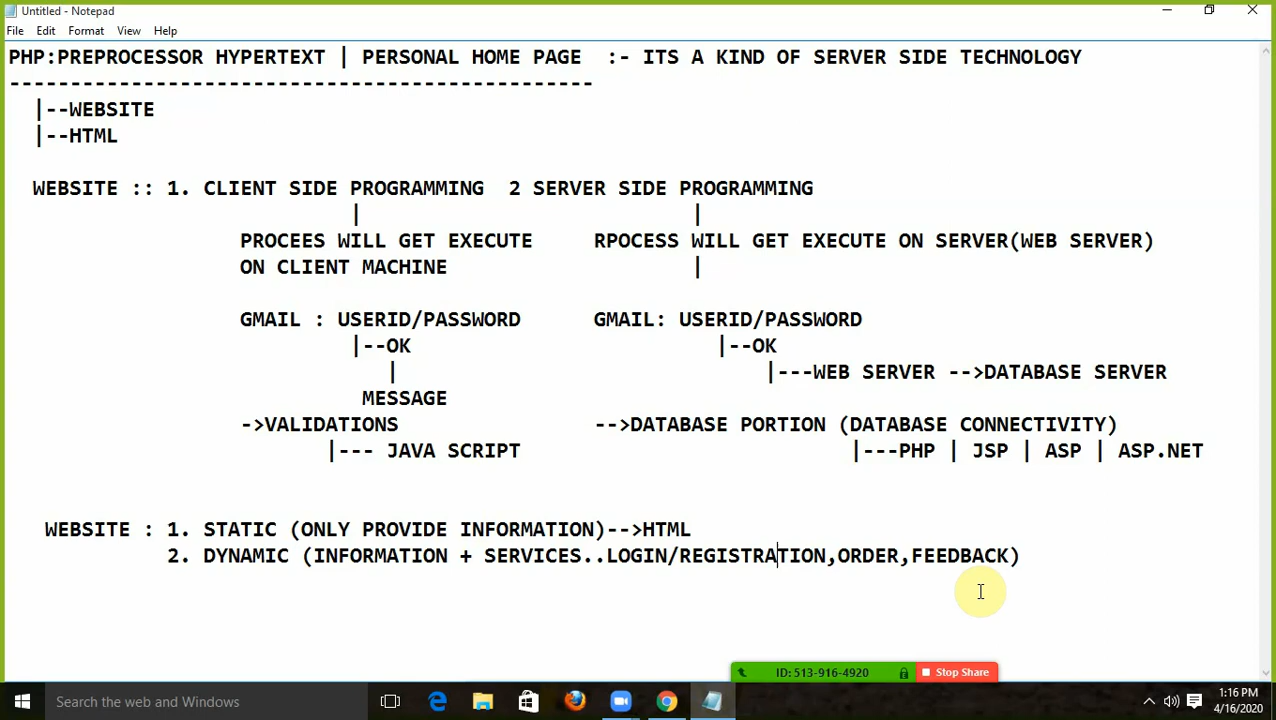 Untitled - Notepad
File Edit Format View Help
PHP:PREPROCESSOR HYPERTEXT | PERSONAL HOME PAGE :- ITS A KIND OF SERVER SIDE TECHNOLOGY
------------------------------------------------
|--WEBSITE
|--HTML
WEBSITE :: 1. CLIENT SIDE PROGRAMMING 2 SERVER SIDE PROGRAMMING
| |
PROCEES WILL GET EXECUTE RPOCESS WILL GET EXECUTE ON SERVER(WEB SERVER)
ON CLIENT MACHINE |
GMAIL : USERID/PASSWORD GMAIL: USERID/PASSWORD
|--OK |--OK
| |---WEB SERVER -->DATABASE SERVER
MESSAGE
->VALIDATIONS -->DATABASE PORTION (DATABASE CONNECTIVITY)
|--- JAVA SCRIPT |---PHP | JSP | ASP | ASP.NET
WEBSITE : 1. STATIC (ONLY PROVIDE INFORMATION)-->HTML
2. DYNAMIC (INFORMATION + SERVICES..LOGIN/REGISTRATION,ORDER,FEEDBACK)
ID: 513-916-4920 Stop Share
Search the web and Windows
1:16 PM
4/16/2020